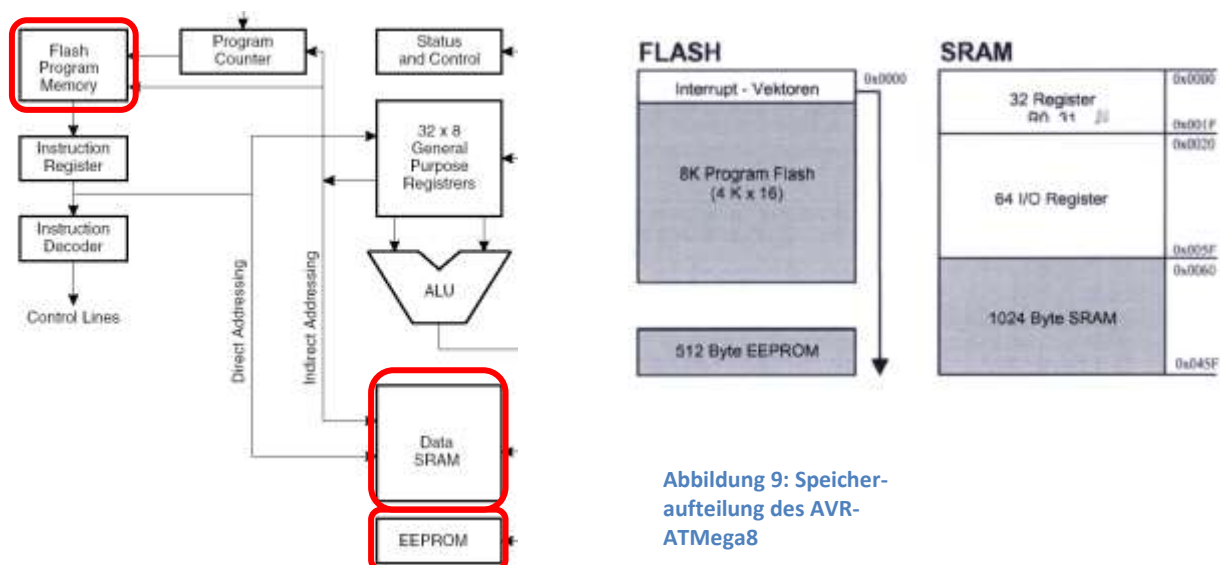 Flash
Program
Memory
Program
Counter
Status
and Control
Instruction
Register
32 x 8
General
Purpose
Registrers
Instruction
Decoder
ALU
Control Lines
Direct Addressing
Indirect Addressing
Data
SRAM
EEPROM
FLASH
Interrupt - Vektoren
0x0000
8K Program Flash
(4 K x 16)
512 Byte EEPROM
SRAM
32 Register
0x0000
0x001F
0x0020
64 I/O Register
0x005F
0x0060
1024 Byte SRAM
0x045F
Abbildung 9: Speicher-
aufteilung des AVR-
ATMega8